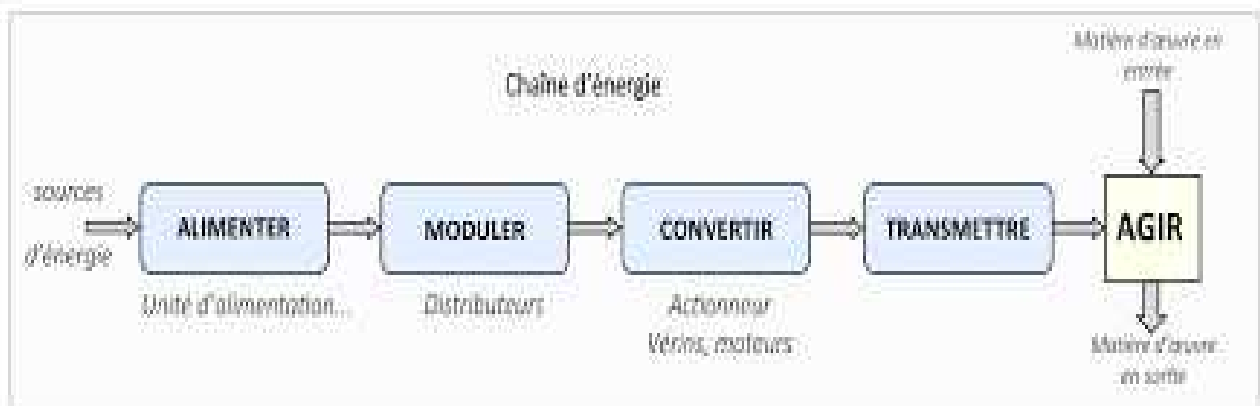 Matière d'œuvre en
entrée
Chaîne d'énergie
sources
d'énergie
ALIMENTER
MODULER
CONVERTIR
TRANSMETTRE
AGIR
Unité d'alimentation...
Distributeurs
Actionneur
Vérins, moteurs
Matière d'œuvre
en sortie